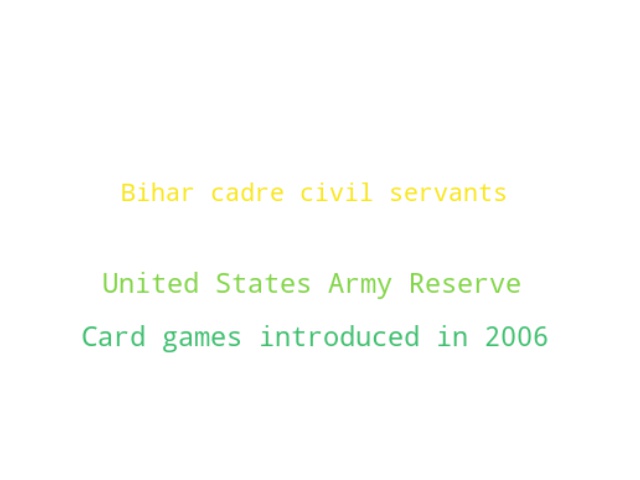 Bihar cadre civil servants
United States Army Reserve
Card games introduced in 2006